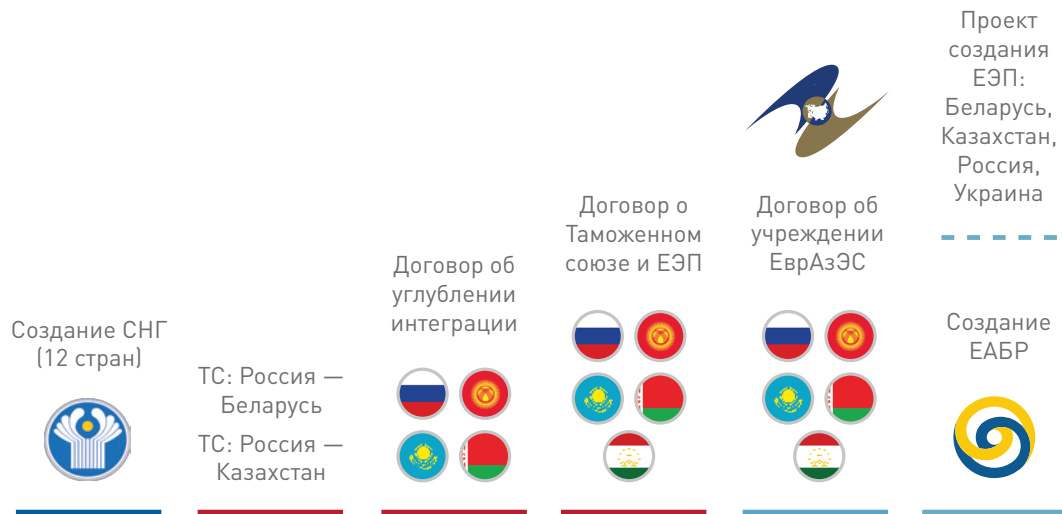 Создание СНГ
(12 стран)
ТС: Россия —
Беларусь
ТС: Россия —
Казахстан
Договор об
углублении
интеграции
Договор о
Таможенном
союзе и ЕЭП
Договор об
учреждении
ЕврАзЭС
Проект
создания
ЕЭП:
Беларусь,
Казахстан,
Россия,
Украина
Создание
ЕАБР